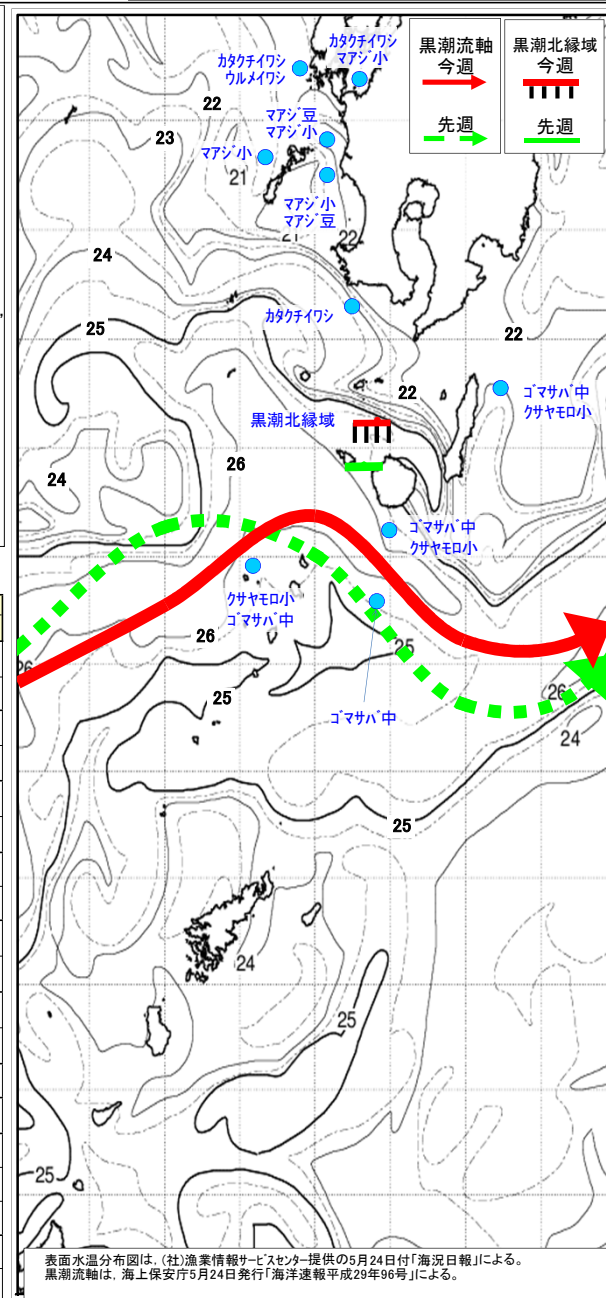 黒潮流軸
今週
先週
黒潮北縁域
今週
先週
カタクチイワシ
ウルメイワシ
カタクチイワシ
マアジ小
22
マアジ豆
マアジ小
23
マアジ小
21
マアジ小
マアジ豆
21
22
24
カタクチイワシ
25
22
22
ゴマサバ中
クサヤモロ小
黒潮北縁域
26
24
ゴマサバ中
クサヤモロ小
クサヤモロ小
ゴマサバ中
26
25
26
25
26
ゴマサバ中
24
25
24
25
25
表面水温分布図は,（社)漁業情報サービスセンター提供の5月24日付「海況日報」による。
黒潮流軸は, 海上保安庁5月24日発行「海洋速報平成29年96号」による。